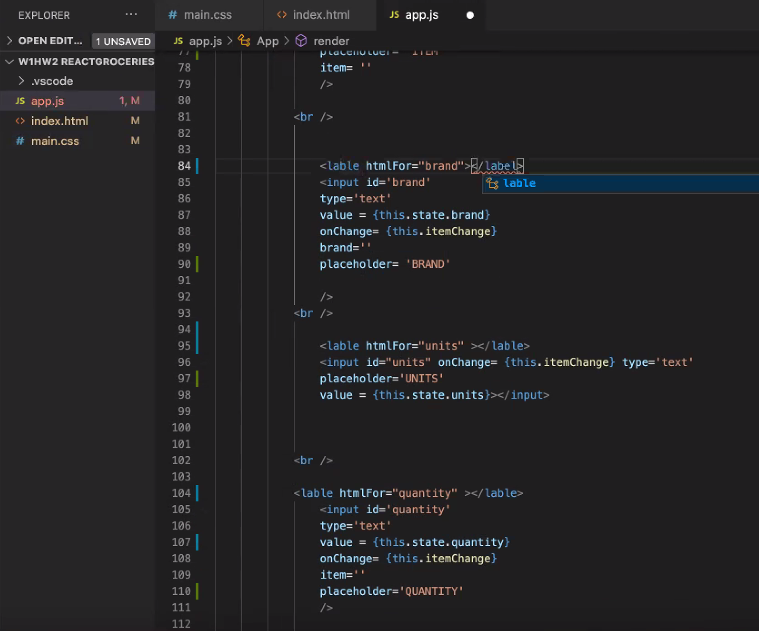 EXPLORER ...
main.css
index.html
JS app.js
OPEN EDIT... 1 UNSAVED
JS app.js > App > render
W1HW2 REACTGROCERIES
.vscode
JS app.js 1, M
index.html M
# main.css M
77 placeholder= 'ITEM'
78 item= ''
79 />
80
81 <br />
82
83
84 <lable htmlFor="brand"></label>
lable
85 <input id='brand'
86 type='text'
87 value = {this.state.brand}
88 onChange= {this.itemChange}
89 brand=''
90 placeholder= 'BRAND'
91
92 />
93 <br />
94
95 <lable htmlFor="units" ></lable>
96 <input id="units" onChange= {this.itemChange} type='text'
97 placeholder='UNITS'
98 value = {this.state.units}></input>
99
100
101
102 <br />
103
104 <lable htmlFor="quantity" ></lable>
105 <input id='quantity'
106 type='text'
107 value = {this.state.quantity}
108 onChange= {this.itemChange}
109 item=''
110 placeholder='QUANTITY'
111 />
112